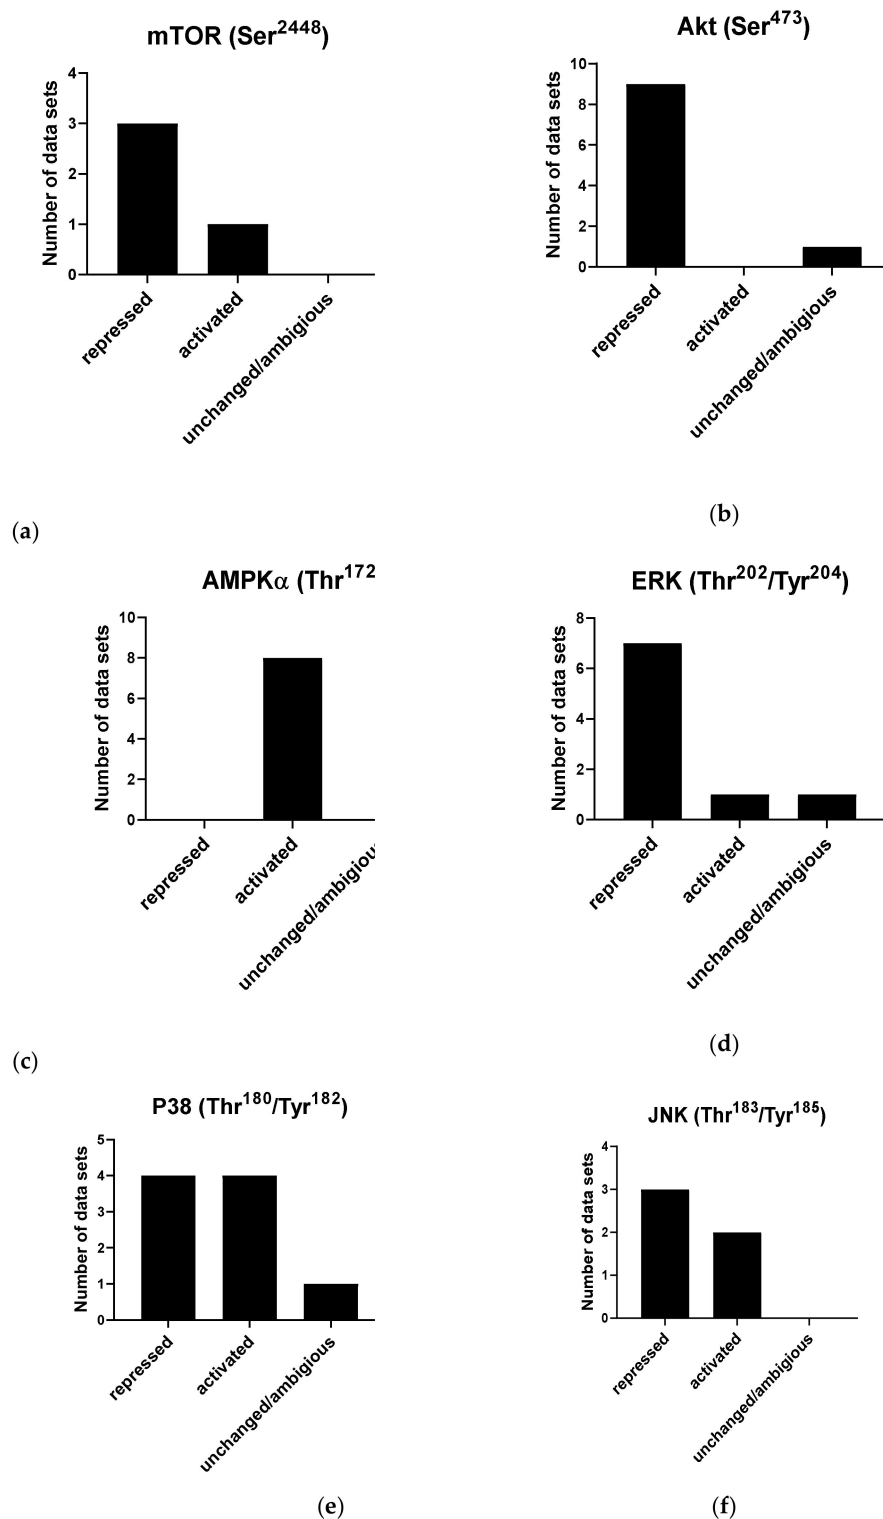 mTOR (Ser2448)
Number of data sets
4
3
2
1
0
repressed
activated
unchanged/ambigious
(a)
Akt (Ser473)
Number of data sets
10
8
6
4
2
0
repressed
activated
unchanged/ambigious
(b)
AMPKα (Thr172
Number of data sets
10
8
6
4
2
0
repressed
activated
unchanged/ambigious
(c)
ERK (Thr202/Tyr204)
Number of data sets
8
6
4
2
0
repressed
activated
unchanged/ambigious
(d)
P38 (Thr180/Tyr182)
Number of data sets
5
4
3
2
1
0
repressed
activated
unchanged/ambigious
(e)
JNK (Thr183/Tyr185)
Number of data sets
4
3
2
1
0
repressed
activated
unchanged/ambigious
(f)